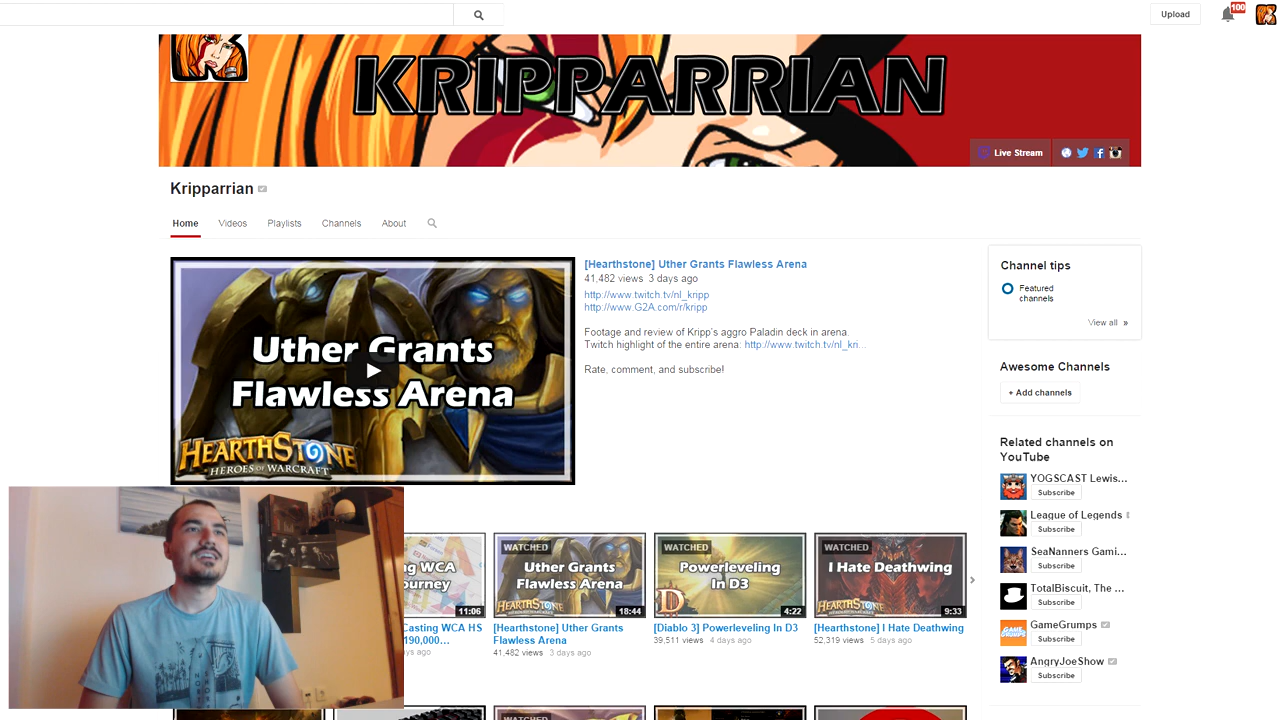 Upload
100
KRIPPARRIAN
Live Stream
Kripparrian
Home Videos Playlists Channels About
Uther Grants
Flawless Arena
HEARTHSTONE
HEROES OF WARCRAFT
[Hearthstone] Uther Grants Flawless Arena
41,482 views 3 days ago
http://www.twitch.tv/nl_kripp
http://www.G2A.com/r/kripp
Footage and review of Kripp's aggro Paladin deck in arena.
Twitch highlight of the entire arena: http://www.twitch.tv/nl_kri...
Rate, comment, and subscribe!
Channel tips
Featured
channels
View all »
Awesome Channels
+ Add channels
Related channels on
YouTube
YOGSCAST Lewis...
Subscribe
League of Legends
Subscribe
SeaNanners Gami...
Subscribe
TotalBiscuit, The ...
Subscribe
GameGrumps
Subscribe
AngryJoeShow
Subscribe
ng WCA
ourney
11:06
Casting WCA HS
190,000...
ys ago
WATCHED
Uther Grants
Flawless Arena
HEARTHSTONE
18:44
[Hearthstone] Uther Grants
Flawless Arena
41,482 views 3 days ago
WATCHED
Powerleveling
In D3
4:22
[Diablo 3] Powerleveling In D3
39,511 views 4 days ago
WATCHED
I Hate Deathwing
HEARTHSTONE
9:33
[Hearthstone] I Hate Deathwing
52,319 views 5 days ago
WATCHED